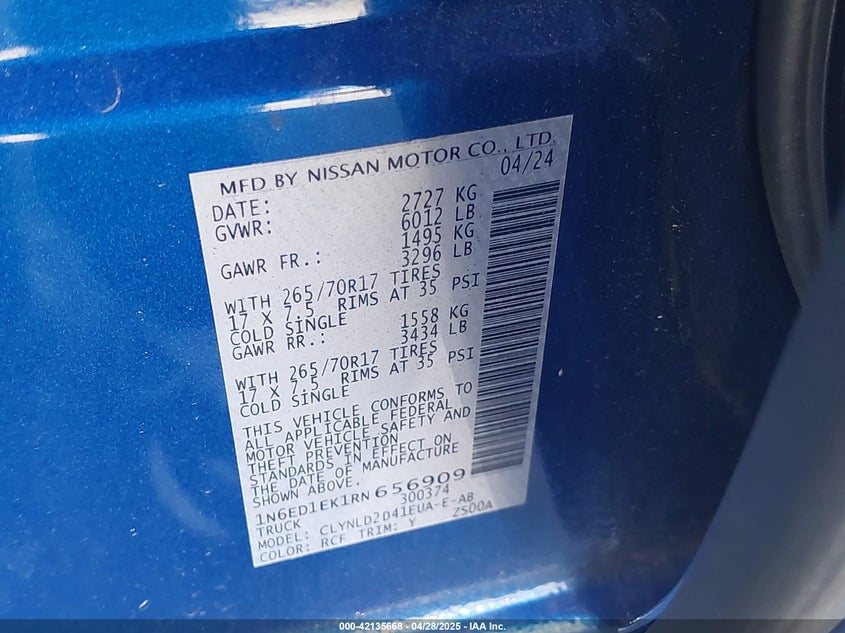 MFD BY NISSAN MOTOR CO., LTD.
DATE: 04/24
GVWR: 2727 KG
6012 LB
GAWR FR.: 1495 KG
3296 LB
WITH 265/70R17 TIRES
17 X 7.5 RIMS AT 35 PSI
COLD SINGLE
GAWR RR.: 1558 KG
3434 LB
WITH 265/70R17 TIRES
17 X 7.5 RIMS AT 35 PSI
COLD SINGLE
THIS VEHICLE CONFORMS TO
ALL APPLICABLE FEDERAL
MOTOR VEHICLE SAFETY AND
THEFT PREVENTION
STANDARDS IN EFFECT ON
THE DATE OF MANUFACTURE
SHOWN ABOVE.
1N6ED1EK1RN656909
TRUCK 300374
MODEL: CLYNLD2D41EUA-E-AB
COLOR: RCF TRIM: Y ZS00A
000-42135668 - 04/28/2025 - IAA Inc.